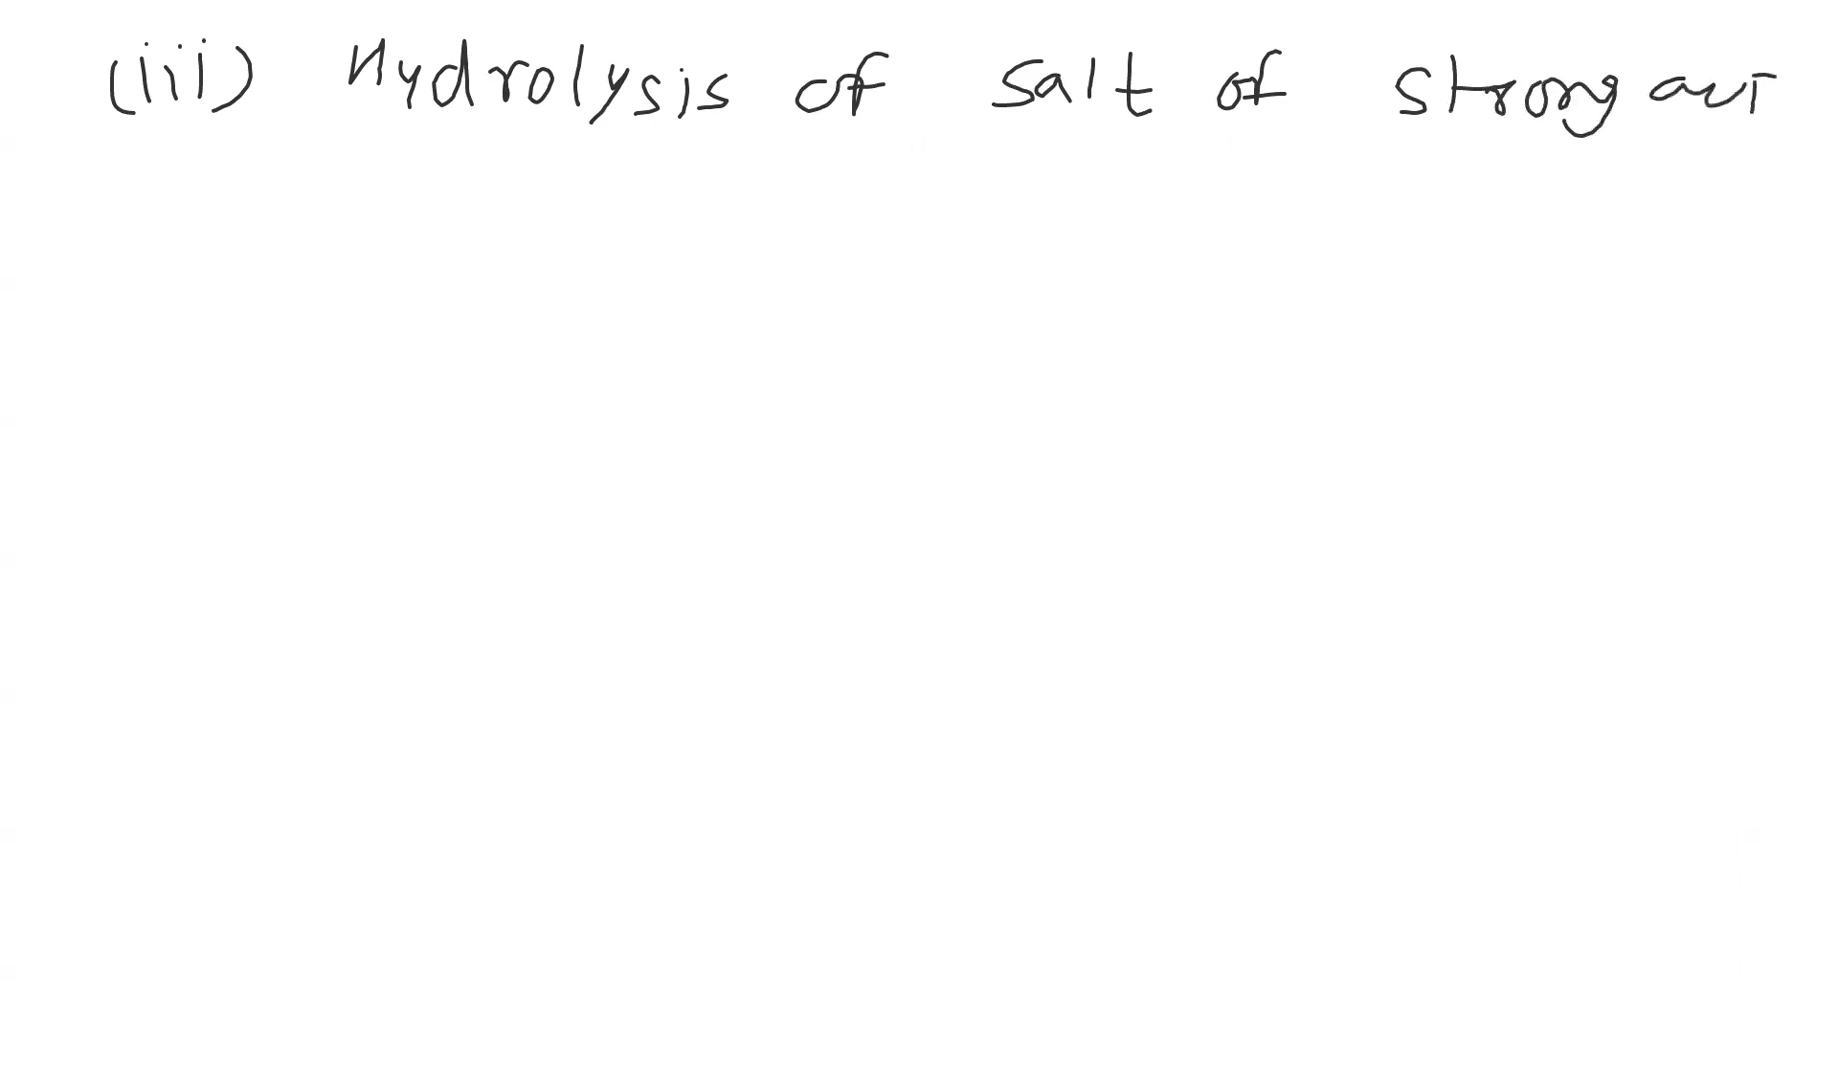 (iii) Hydrolysis of salt of strong